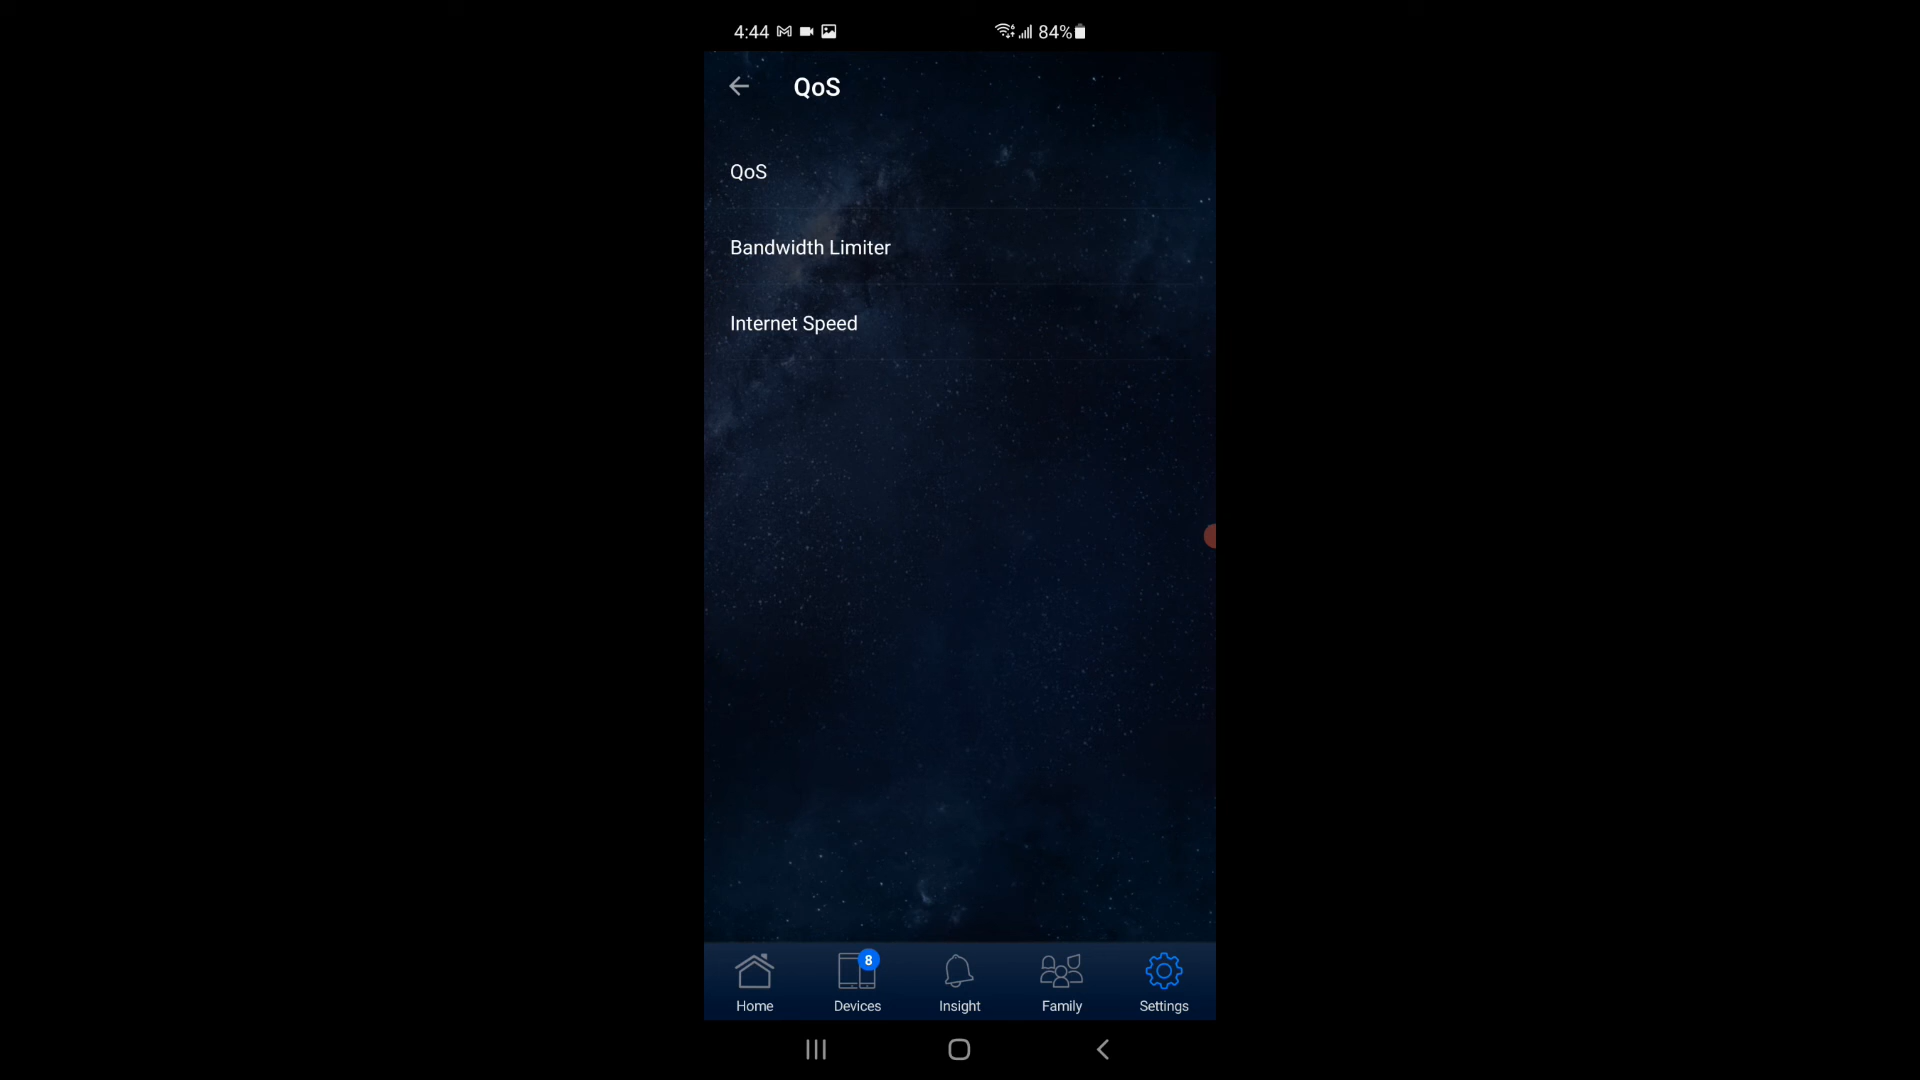 4:44 84%
QoS
QoS
Bandwidth Limiter
Internet Speed
8
Home Devices Insight Family Settings